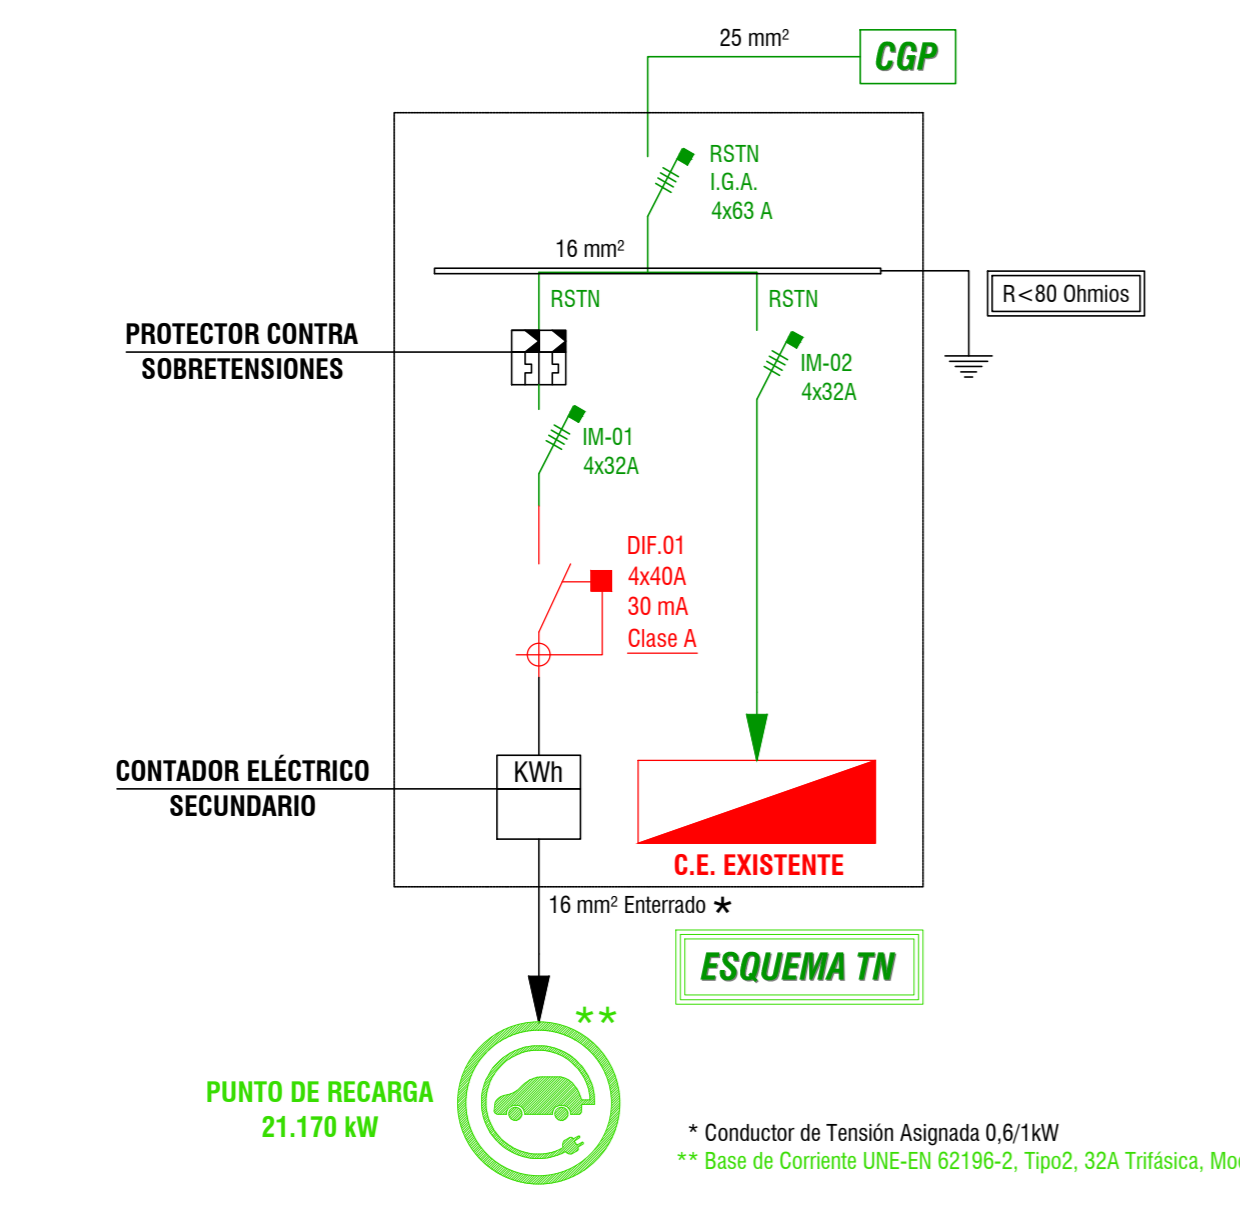 25 mm²
CGP
RSTN
I.G.A.
4x63 A
16 mm²
R<80 Ohmios
RSTN
RSTN
PROTECTOR CONTRA
SOBRETENSIONES
IM-02
4x32A
IM-01
4x32A
DIF.01
4x40A
30 mA
Clase A
CONTADOR ELÉCTRICO
SECUNDARIO
KWh
C.E. EXISTENTE
16 mm² Enterrado *
ESQUEMA TN
**
PUNTO DE RECARGA
21.170 kW
* Conductor de Tensión Asignada 0,6/1kW
** Base de Corriente UNE-EN 62196-2, Tipo2, 32A Trifásica,